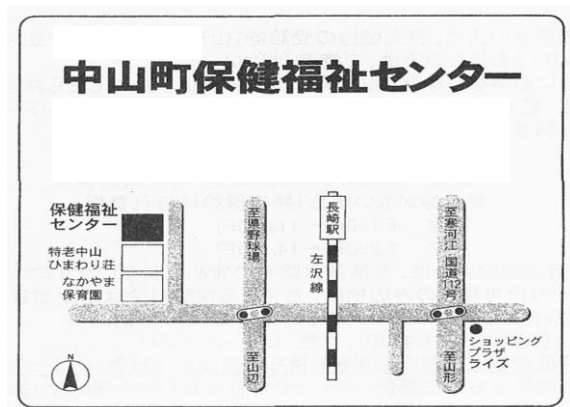 中山町保健福祉センター
保健福祉
センター
特老中山
ひまわり荘
なかやま
保育園
至県野球場
長崎駅
左沢線
至寒河江
国道112号
至山辺
至山形
ショッピング
プラザ
ライズ
N